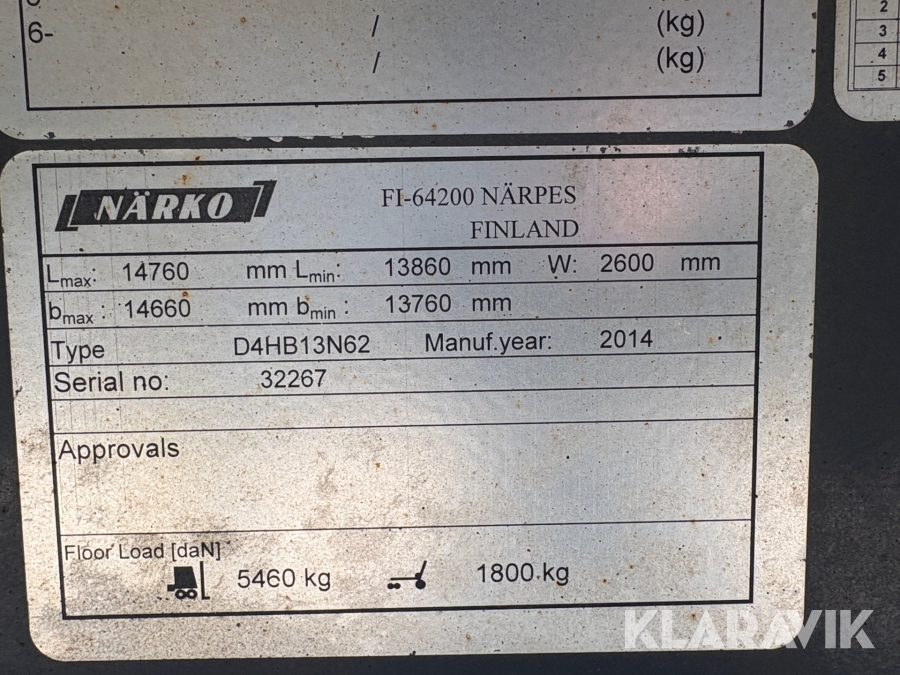 6- / (kg)
/ (kg)
2
3
4
5
NÄRKO
FI-64200 NÄRPES
FINLAND
Lmax: 14760 mm Lmin: 13860 mm W: 2600 mm
bmax : 14660 mm bmin : 13760 mm
Type D4HB13N62 Manuf.year: 2014
Serial no: 32267
Approvals
Floor Load [daN]
5460 kg 1800 kg
KLARAVIK